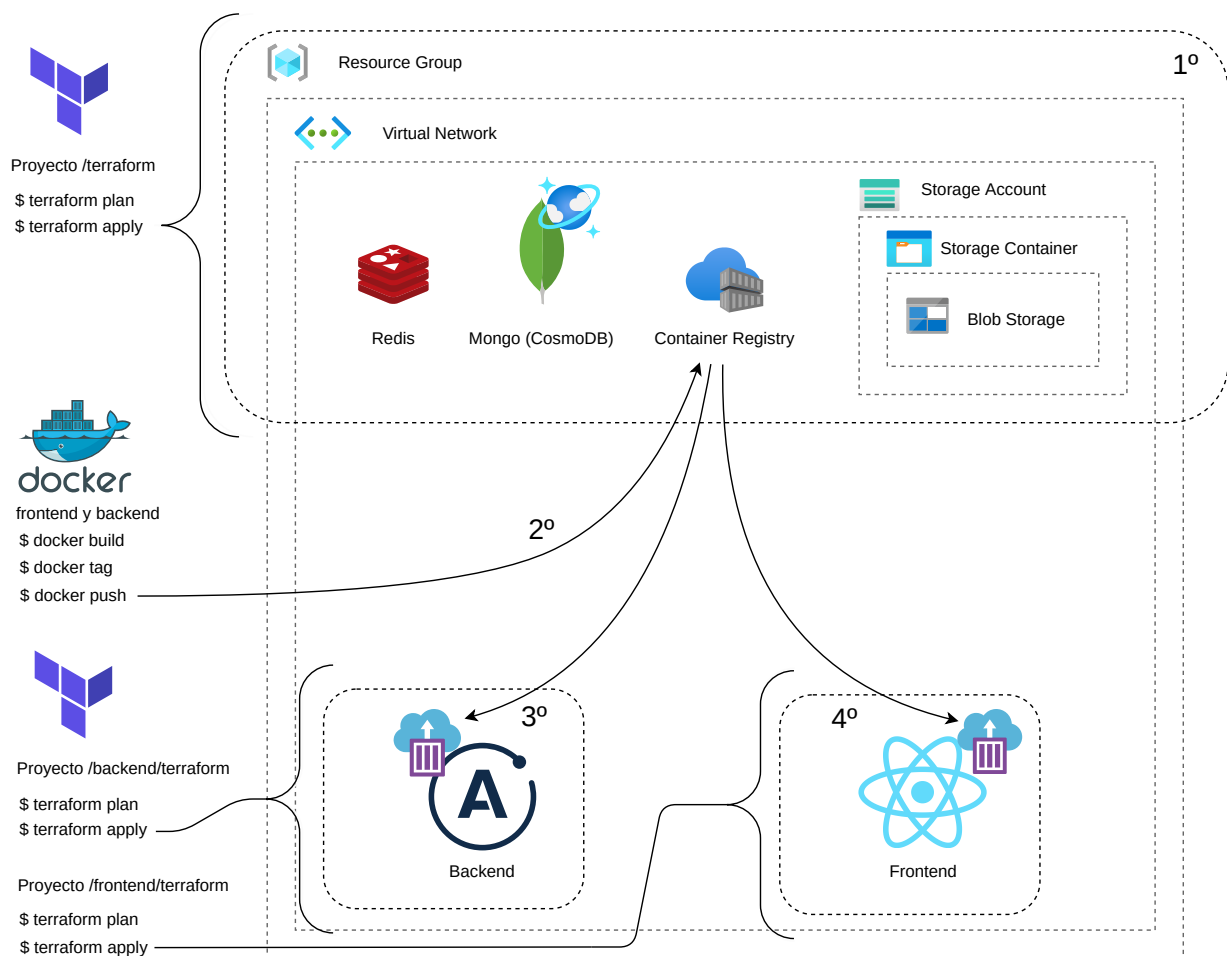 Resource Group
1º
Virtual Network
Proyecto /terraform
$ terraform plan
$ terraform apply
Storage Account
Storage Container
Blob Storage
Redis
Mongo (CosmoDB)
Container Registry
docker
frontend y backend
$ docker build
$ docker tag
$ docker push
2º
3º
4º
Proyecto /backend/terraform
$ terraform plan
$ terraform apply
A
Backend
Frontend
Proyecto /frontend/terraform
$ terraform plan
$ terraform apply